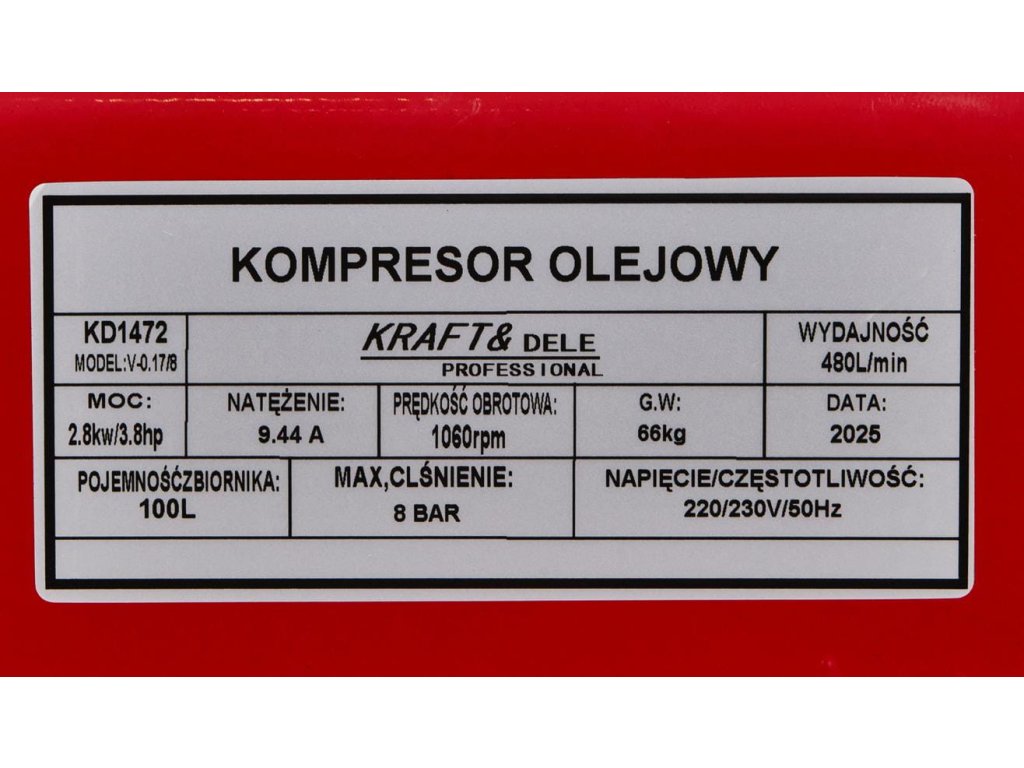 KOMPRESOR OLEJOWY
KD1472
MODEL:V-0.17/8
KRAFT& DELE
PROFESSIONAL
WYDAJNOŚĆ
480L/min
MOC:
2.8kw/3.8hp
NATĘŻENIE:
9.44 A
PRĘDKOŚĆ OBROTOWA:
1060rpm
G.W:
66kg
DATA:
2025
POJEMNOŚĆZBIORNIKA:
100L
MAX,CLŚNIENIE:
8 BAR
NAPIĘCIE/CZĘSTOTLIWOŚĆ:
220/230V/50Hz